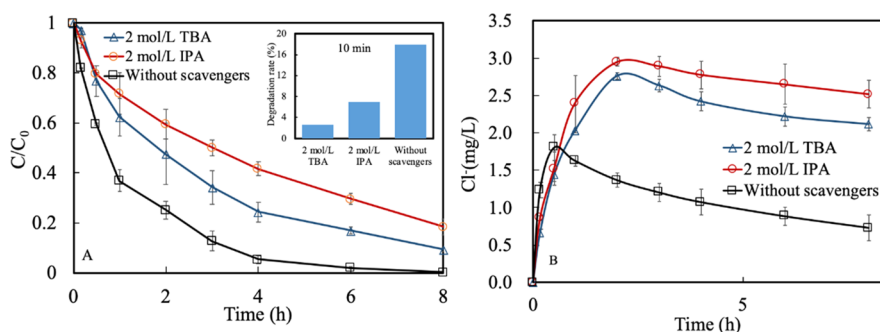 1
0.8
0.6
0.4
0.2
0
C/C0
0
2
4
6
8
Time (h)
A
2 mol/L TBA
2 mol/L IPA
Without scavengers
Degradation rate (%)
20
16
12
8
4
0
10 min
2 mol/L
TBA
2 mol/L
IPA
Without
scavengers
3.5
3.0
2.5
2.0
1.5
1.0
0.5
0.0
Cl-(mg/L)
0
5
Time (h)
B
2 mol/L TBA
2 mol/L IPA
Without scavengers